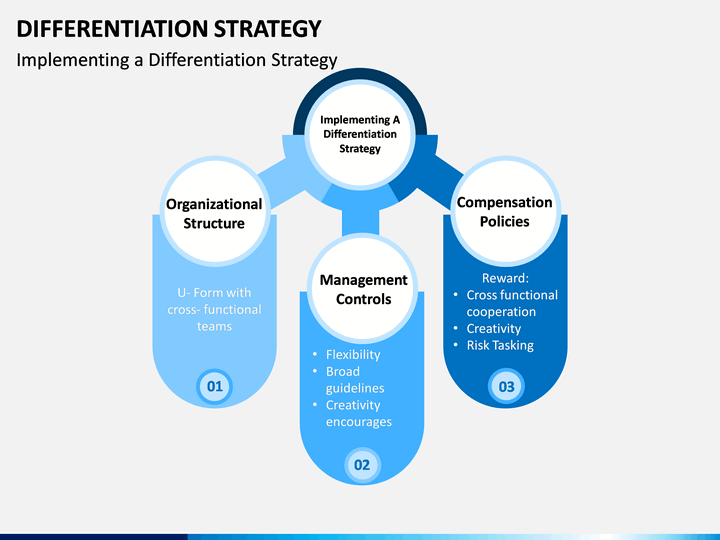 DIFFERENTIATION STRATEGY
Implementing a Differentiation Strategy
Implementing A
Differentiation
Strategy
Organizational
Structure
U- Form with
cross- functional
teams
01
Management
Controls
• Flexibility
• Broad
guidelines
• Creativity
encourages
02
Compensation
Policies
Reward:
• Cross functional
cooperation
• Creativity
• Risk Tasking
03